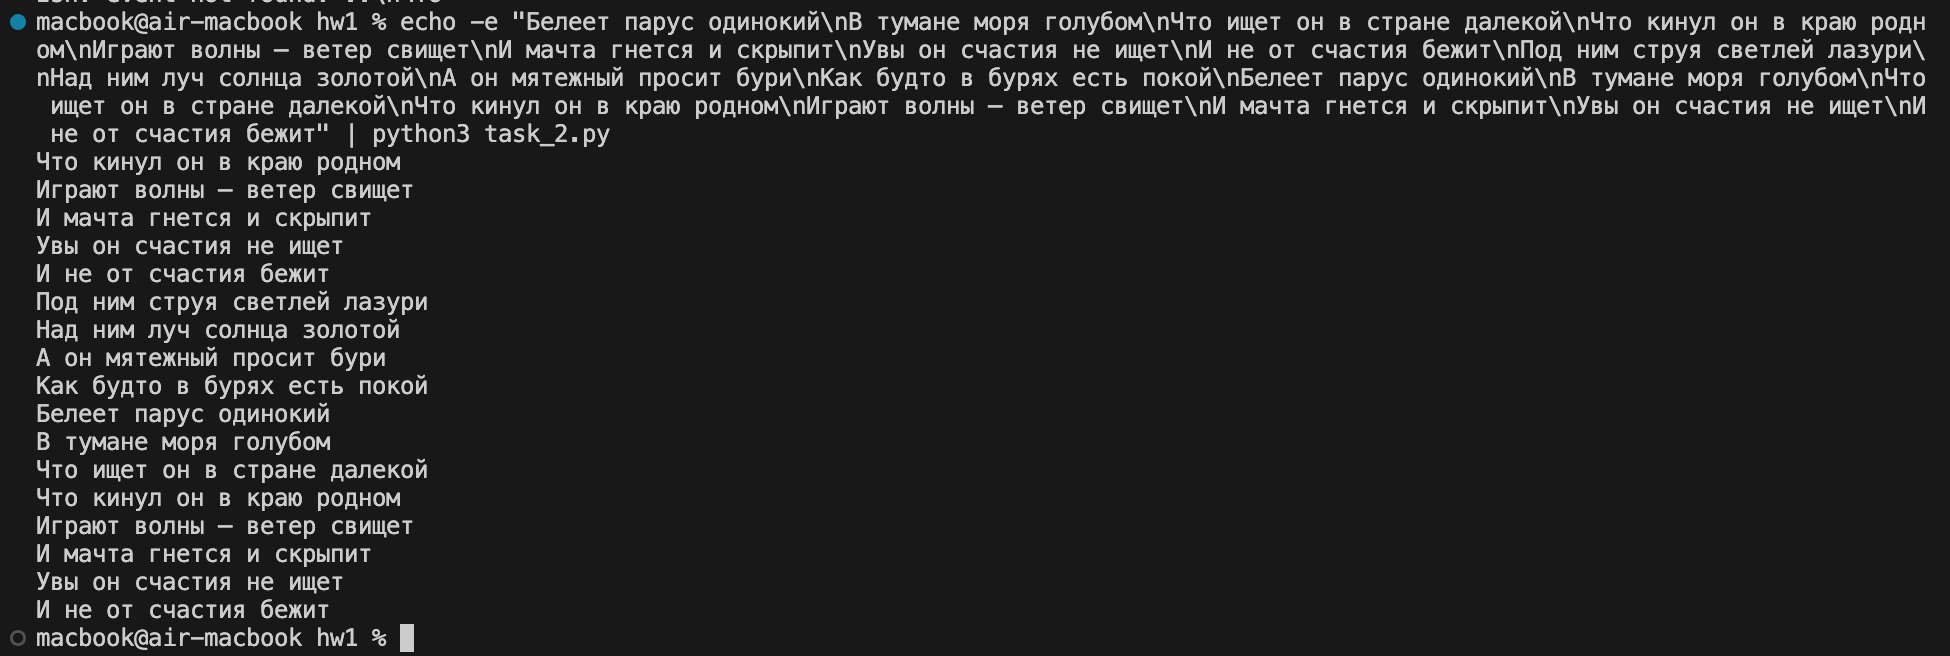 macbook@air-macbook hw1 % echo -e "Белеет парус одинокий\nВ тумане моря голубом\nЧто ищет он в стране далекой\nЧто кинул он в краю родн
ом\nИграют волны — ветер свищет\nИ мачта гнется и скрыпит\nУвы он счастия не ищет\nИ не от счастия бежит\nПод ним струя светлей лазури\
nНад ним луч солнца золотой\nА он мятежный просит бури\nКак будто в бурях есть покой\nБелеет парус одинокий\nВ тумане моря голубом\nЧто
ищет он в стране далекой\nЧто кинул он в краю родном\nИграют волны — ветер свищет\nИ мачта гнется и скрыпит\nУвы он счастия не ищет\nИ
не от счастия бежит" | python3 task_2.py
Что кинул он в краю родном
Играют волны — ветер свищет
И мачта гнется и скрыпит
Увы он счастия не ищет
И не от счастия бежит
Под ним струя светлей лазури
Над ним луч солнца золотой
А он мятежный просит бури
Как будто в бурях есть покой
Белеет парус одинокий
В тумане моря голубом
Что ищет он в стране далекой
Что кинул он в краю родном
Играют волны — ветер свищет
И мачта гнется и скрыпит
Увы он счастия не ищет
И не от счастия бежит
macbook@air-macbook hw1 %